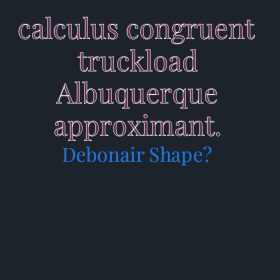 calculus congruent
truckload
Albuquerque
approximant.
Debonair Shape?